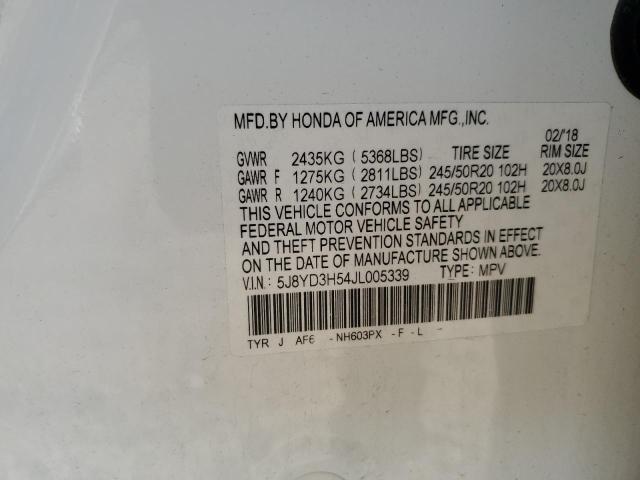 MFD.BY HONDA OF AMERICA MFG.,INC.
02/'18
GVWR 2435KG ( 5368LBS) TIRE SIZE RIM SIZE
GAWR F 1275KG ( 2811LBS) 245/50R20 102H 20X8.0J
GAWR R 1240KG ( 2734LBS) 245/50R20 102H 20X8.0J
THIS VEHICLE CONFORMS TO ALL APPLICABLE
FEDERAL MOTOR VEHICLE SAFETY
AND THEFT PREVENTION STANDARDS IN EFFECT
ON THE DATE OF MANUFACTURE SHOWN ABOVE.
V.I.N.: 5J8YD3H54JL005339 TYPE: MPV
TYR J AF6 -NH603PX -F-L -